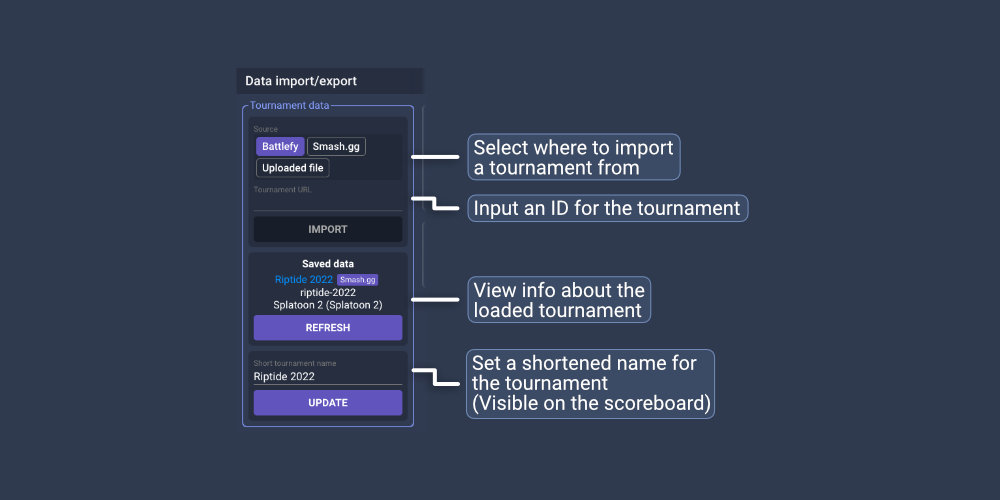 Data import/export
Tournament data
Source
Battlefy Smash.gg
Uploaded file
Select where to import
a tournament from
Tournament URL
Input an ID for the tournament
IMPORT
Saved data
Riptide 2022 Smash.gg
riptide-2022
Splatoon 2 (Splatoon 2)
REFRESH
View info about the
loaded tournament
Short tournament name
Riptide 2022
UPDATE
Set a shortened name for
the tournament
(Visible on the scoreboard)